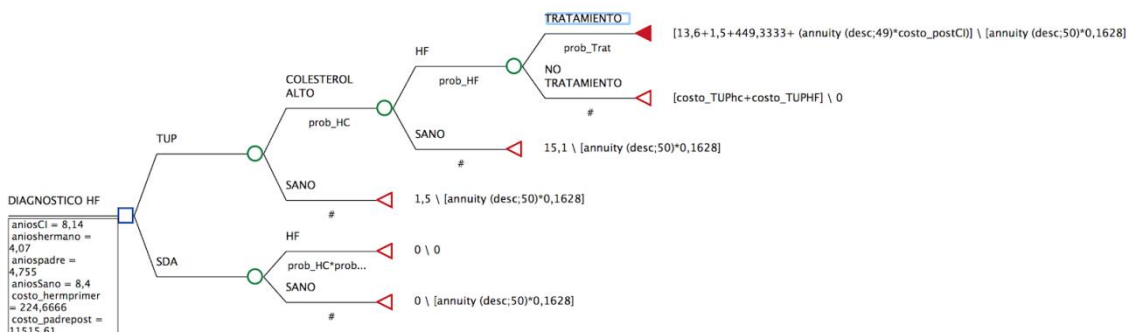 TRATAMIENTO
[13,6+1,5+449,3333+ (annuity (desc;49)*costo_postCI)] \ [annuity (desc;50)*0,1628]
prob_Trat
HF
prob_HF
NO
TRATAMIENTO
[costo_TUPhc+costo_TUPHF] \ 0
#
COLESTEROL
ALTO
prob_HC
SANO
15,1 \ [annuity (desc;50)*0,1628]
#
TUP
SANO
1,5 \ [annuity (desc;50)*0,1628]
#
DIAGNOSTICO HF
aniosCI = 8,14
anioshermano =
4,07
aniospadre =
4,755
aniosSano = 8,4
costo_hermprimer
= 224,6666
costo_padrepost =
11515,61
SDA
HF
0 \ 0
prob_HC*prob...
SANO
0 \ [annuity (desc;50)*0,1628]
#